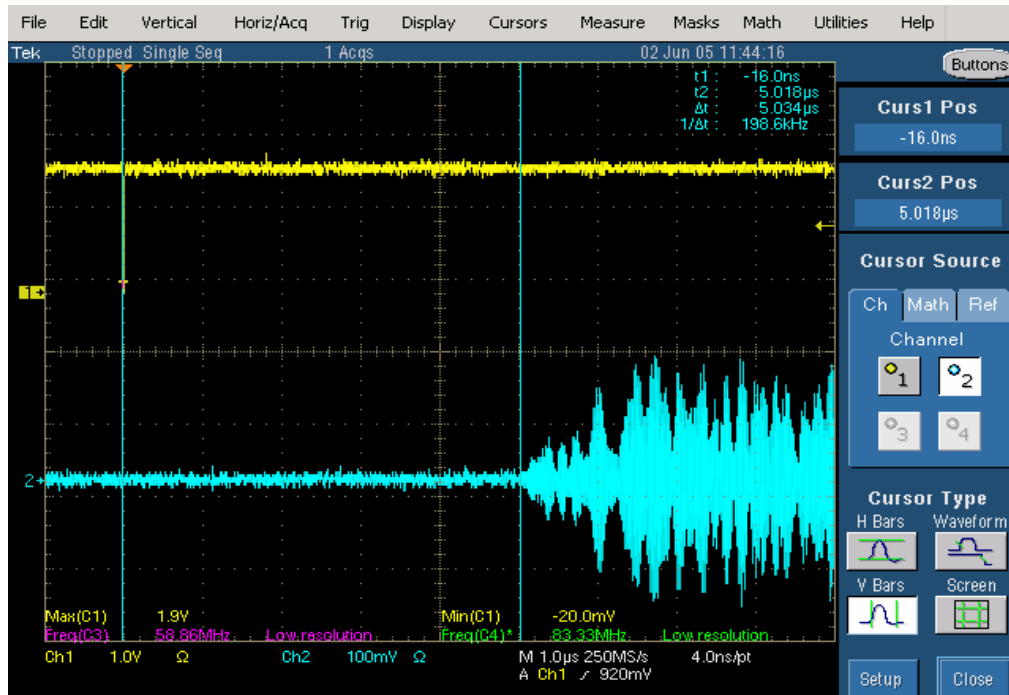 File Edit Vertical Horiz/Acq Trig Display Cursors Measure Masks Math Utilities Help
Tek Stopped Single Seq 1 Acqs 02 Jun 05 11:44:16
Buttons
t1 : -16.0ns
t2 : 5.018µs
Δt : 5.034µs
1/Δt : 198.6kHz
Curs1 Pos
-16.0ns
Curs2 Pos
5.018µs
Cursor Source
Ch Math Ref
Channel
1 2
3 4
1
2
Cursor Type
H Bars Waveform
V Bars Screen
Max(C1) 1.9V Min(C1) -20.0mV
Freq(C3) 58.86MHz Low resolution Freq(C4)* 83.33MHz Low resolution
Ch1 1.0V Ω Ch2 100mV Ω M 1.0µs 250MS/s 4.0ns/pt
A Ch1 920mV
Setup Close